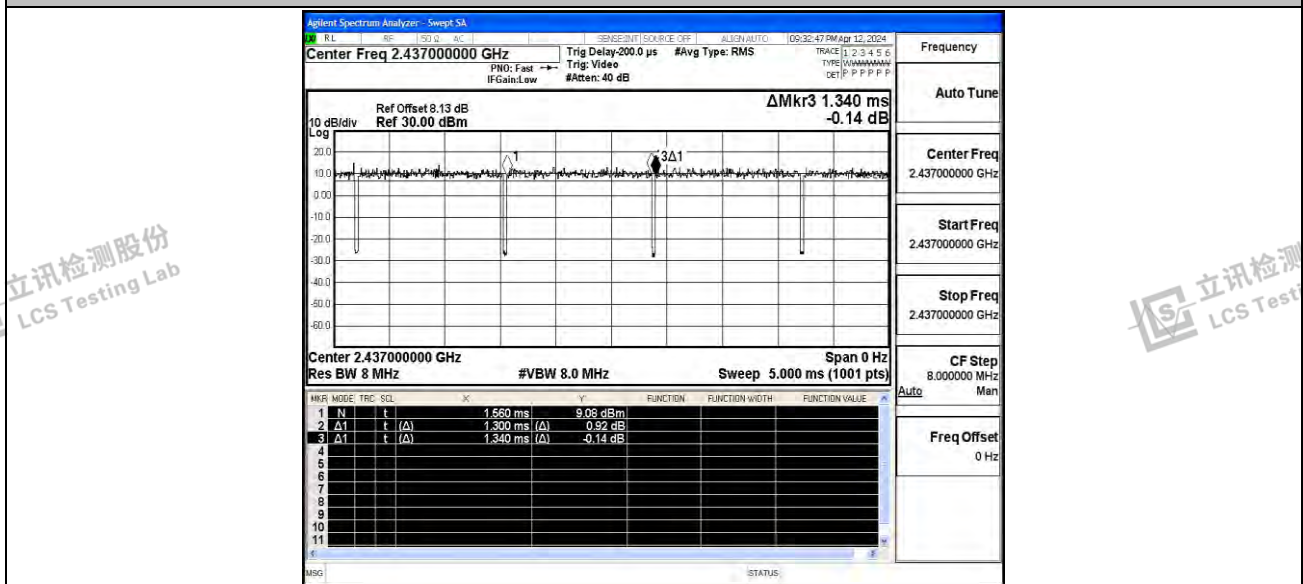 Agilent Spectrum Analyzer - Swept SA
RL RF 50 Ω AC SENSE:INT SOURCE OFF ALIGN AUTO 09:32:47 PM Apr 12, 2024
Center Freq 2.437000000 GHz
PNO: Fast
IFGain:Low
Trig Delay-200.0 µs #Avg Type: RMS
Trig: Video
#Atten: 40 dB
TRACE 1 2 3 4 5 6
TYPE
DET P P P P P P
Frequency
Auto Tune
Center Freq
2.437000000 GHz
Start Freq
2.437000000 GHz
Stop Freq
2.437000000 GHz
CF Step
8.000000 MHz
Auto Man
Freq Offset
0 Hz
ΔMkr3 1.340 ms
-0.14 dB
Ref Offset 8.13 dB
10 dB/div Ref 30.00 dBm
Log
20.0
10.0
0.00
-10.0
-20.0
-30.0
-40.0
-50.0
-60.0
1
3Δ1
Center 2.437000000 GHz Span 0 Hz
Res BW 8 MHz #VBW 8.0 MHz Sweep 5.000 ms (1001 pts)
MKR MODE TRC SCL X Y FUNCTION FUNCTION WIDTH FUNCTION VALUE
1 N t 1.560 ms 9.08 dBm
2 Δ1 t (Δ) 1.300 ms (Δ) 0.92 dB
3 Δ1 t (Δ) 1.340 ms (Δ) -0.14 dB
4
5
6
7
8
9
10
11
MSG STATUS
立讯检测股份
LCS Testing Lab
立讯检测
LCS Testi